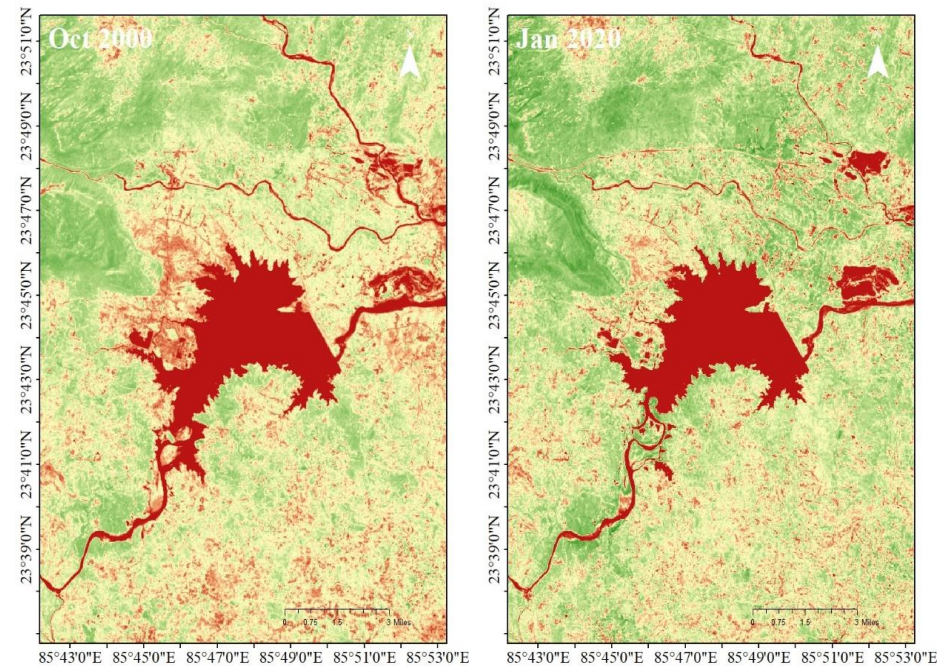 Oct 2000
23°51'0"N
23°49'0"N
23°47'0"N
23°45'0"N
23°43'0"N
23°41'0"N
23°39'0"N
0 0.75 1.5 3 Miles
85°43'0"E 85°45'0"E 85°47'0"E 85°49'0"E 85°51'0"E 85°53'0"E
Jan 2020
23°51'0"N
23°49'0"N
23°47'0"N
23°45'0"N
23°43'0"N
23°41'0"N
23°39'0"N
0 0.75 1.5 3 Miles
85°43'0"E 85°45'0"E 85°47'0"E 85°49'0"E 85°51'0"E 85°53'0"E